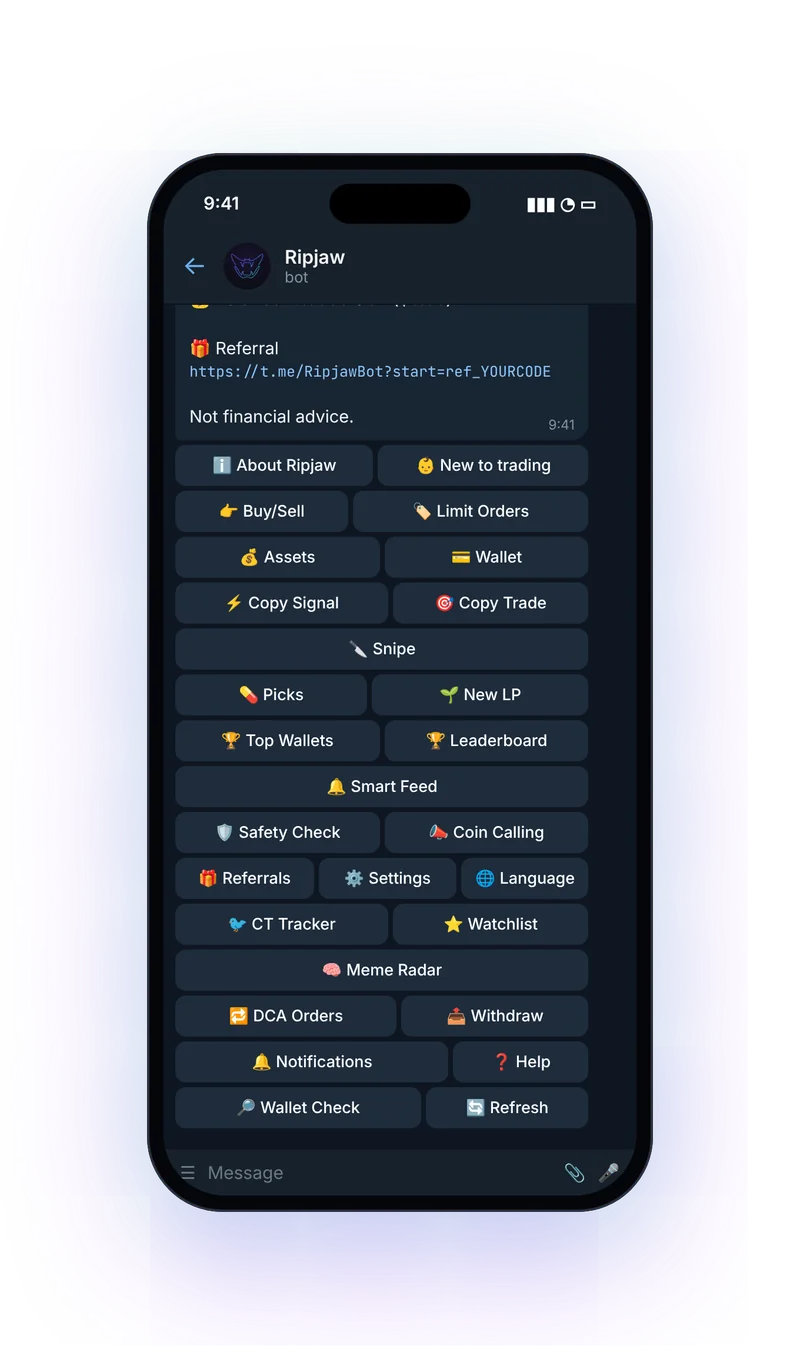 9:41
Ripjaw
bot
🎁 Referral
https://t.me/RipjawBot?start=ref_YOURCODE
Not financial advice.
9:41
ℹ️ About Ripjaw
👶 New to trading
👉 Buy/Sell
🏷️ Limit Orders
💰 Assets
💳 Wallet
⚡ Copy Signal
🎯 Copy Trade
🔪 Snipe
💊 Picks
🌱 New LP
🏆 Top Wallets
🏆 Leaderboard
🔔 Smart Feed
🛡️ Safety Check
📣 Coin Calling
🎁 Referrals
⚙️ Settings
🌐 Language
🐦 CT Tracker
⭐ Watchlist
🧠 Meme Radar
🔁 DCA Orders
📤 Withdraw
🔔 Notifications
❓ Help
🔎 Wallet Check
🔄 Refresh
Message